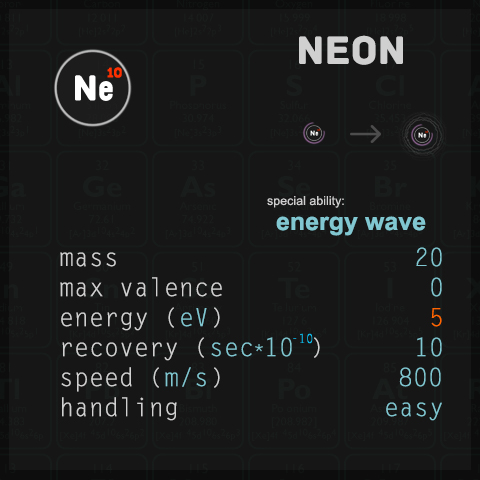 NEON
10
Ne
Ne
Ne
special ability:
energy wave
mass 20
max valence 0
energy (eV) 5
recovery (sec*10-10) 10
speed (m/s) 800
handling easy